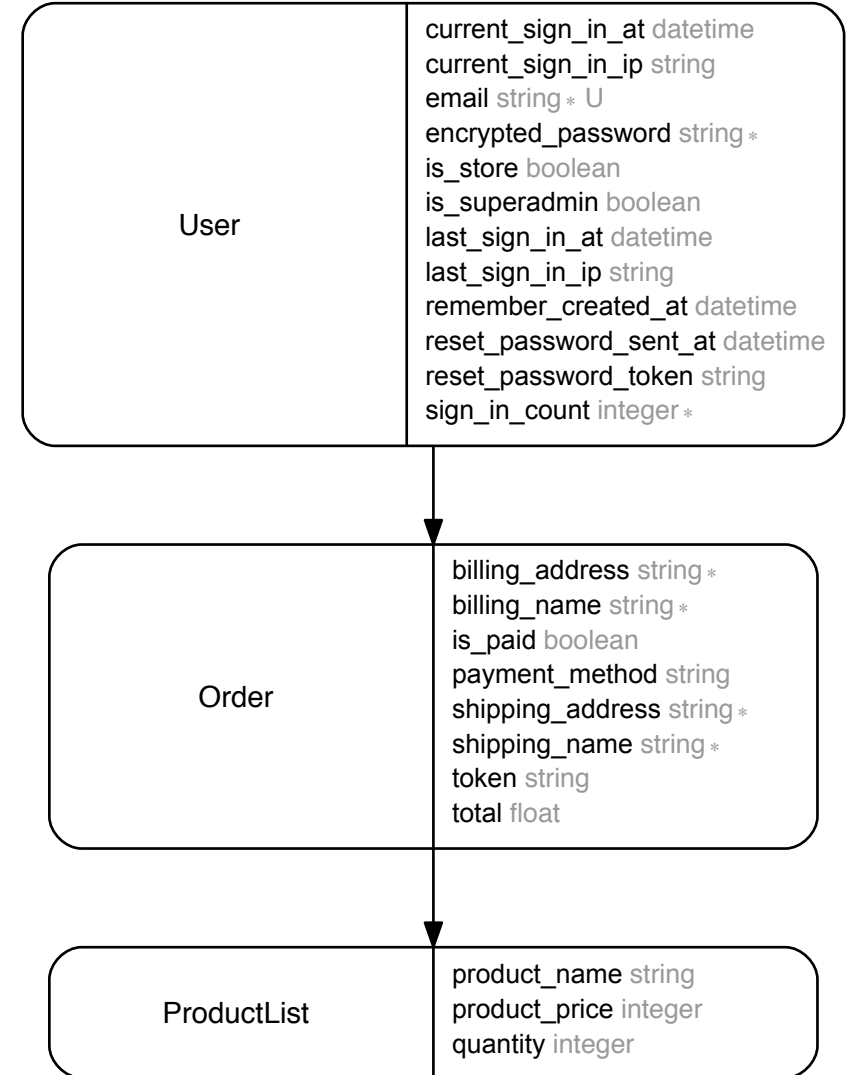 User
current_sign_in_at datetime
current_sign_in_ip string
email string * U
encrypted_password string *
is_store boolean
is_superadmin boolean
last_sign_in_at datetime
last_sign_in_ip string
remember_created_at datetime
reset_password_sent_at datetime
reset_password_token string
sign_in_count integer *
Order
billing_address string *
billing_name string *
is_paid boolean
payment_method string
shipping_address string *
shipping_name string *
token string
total float
ProductList
product_name string
product_price integer
quantity integer